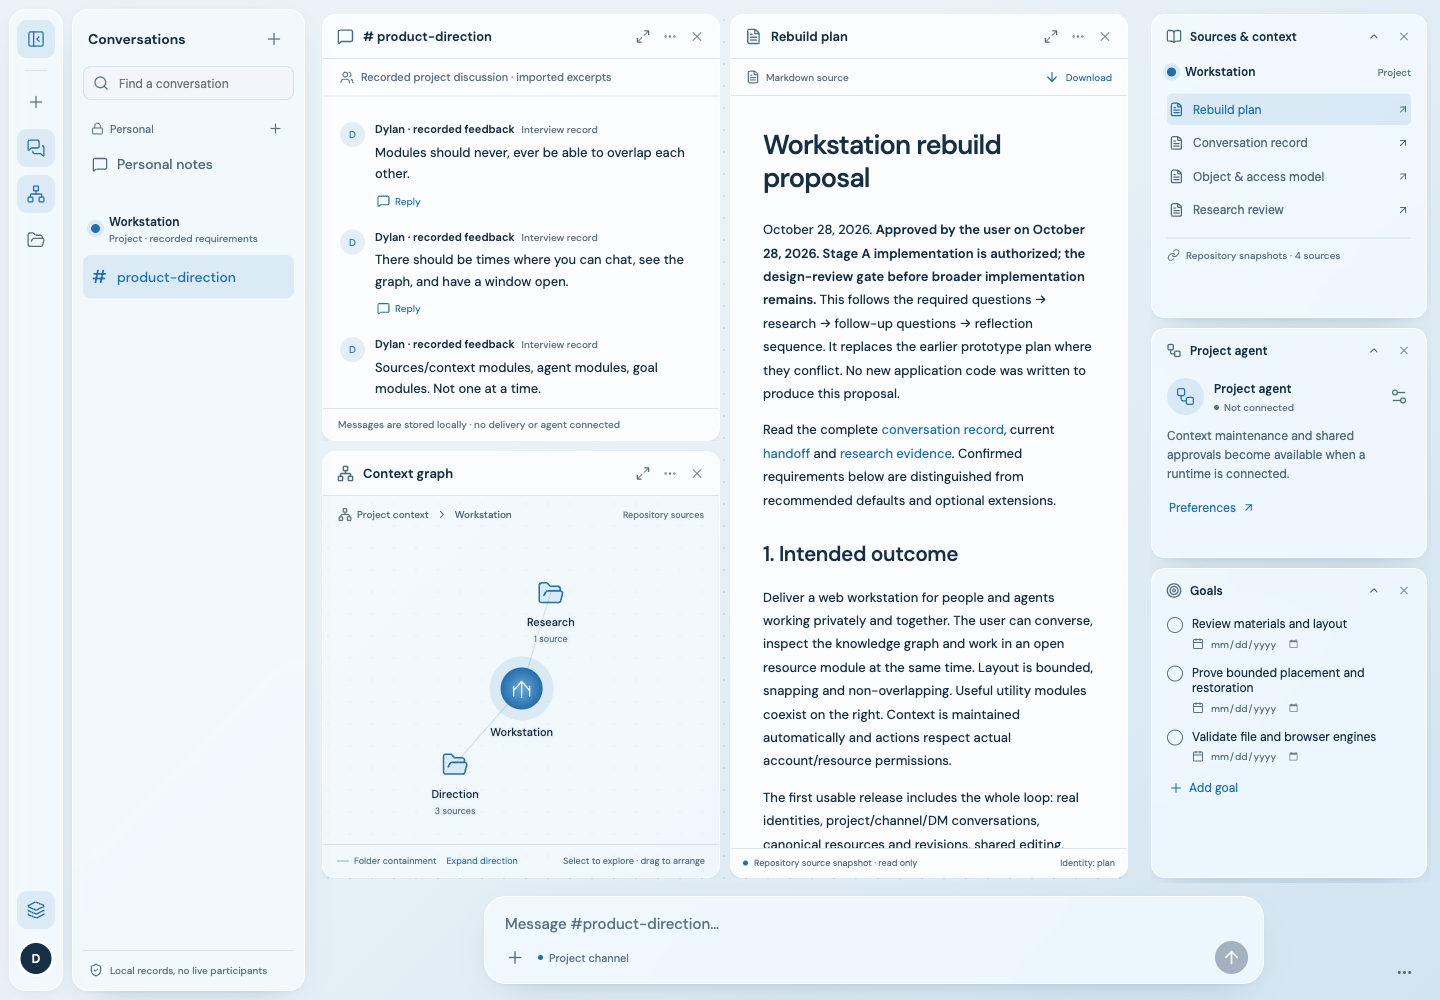 Conversations
Find a conversation
Personal
Personal notes
Workstation
Project · recorded requirements
# product-direction
Local records, no live participants
D
# product-direction
Recorded project discussion · imported excerpts
D
Dylan · recorded feedback Interview record
Modules should never, ever be able to overlap each
other.
Reply
D
Dylan · recorded feedback Interview record
There should be times where you can chat, see the
graph, and have a window open.
Reply
D
Dylan · recorded feedback Interview record
Sources/context modules, agent modules, goal
modules. Not one at a time.
Messages are stored locally · no delivery or agent connected
Context graph
Project context > Workstation
Repository sources
Research
1 source
Workstation
Direction
3 sources
Folder containment
Expand direction
Select to explore · drag to arrange
Rebuild plan
Markdown source
Download
Workstation rebuild
proposal
October 28, 2026. Approved by the user on October
28, 2026. Stage A implementation is authorized; the
design-review gate before broader implementation
remains. This follows the required questions →
research → follow-up questions → reflection
sequence. It replaces the earlier prototype plan where
they conflict. No new application code was written to
produce this proposal.
Read the complete conversation record, current
handoff and research evidence. Confirmed
requirements below are distinguished from
recommended defaults and optional extensions.
1. Intended outcome
Deliver a web workstation for people and agents
working privately and together. The user can converse,
inspect the knowledge graph and work in an open
resource module at the same time. Layout is bounded,
snapping and non-overlapping. Useful utility modules
coexist on the right. Context is maintained
automatically and actions respect actual
account/resource permissions.
The first usable release includes the whole loop: real
identities, project/channel/DM conversations,
canonical resources and revisions, shared editing,
Repository source snapshot · read only
Identity: plan
Message #product-direction...
Project channel
Sources & context
Workstation
Project
Rebuild plan
Conversation record
Object & access model
Research review
Repository snapshots · 4 sources
Project agent
Project agent
Not connected
Context maintenance and shared
approvals become available when a
runtime is connected.
Preferences
Goals
Review materials and layout
mm/dd/yyyy
Prove bounded placement and
restoration
mm/dd/yyyy
Validate file and browser engines
mm/dd/yyyy
Add goal